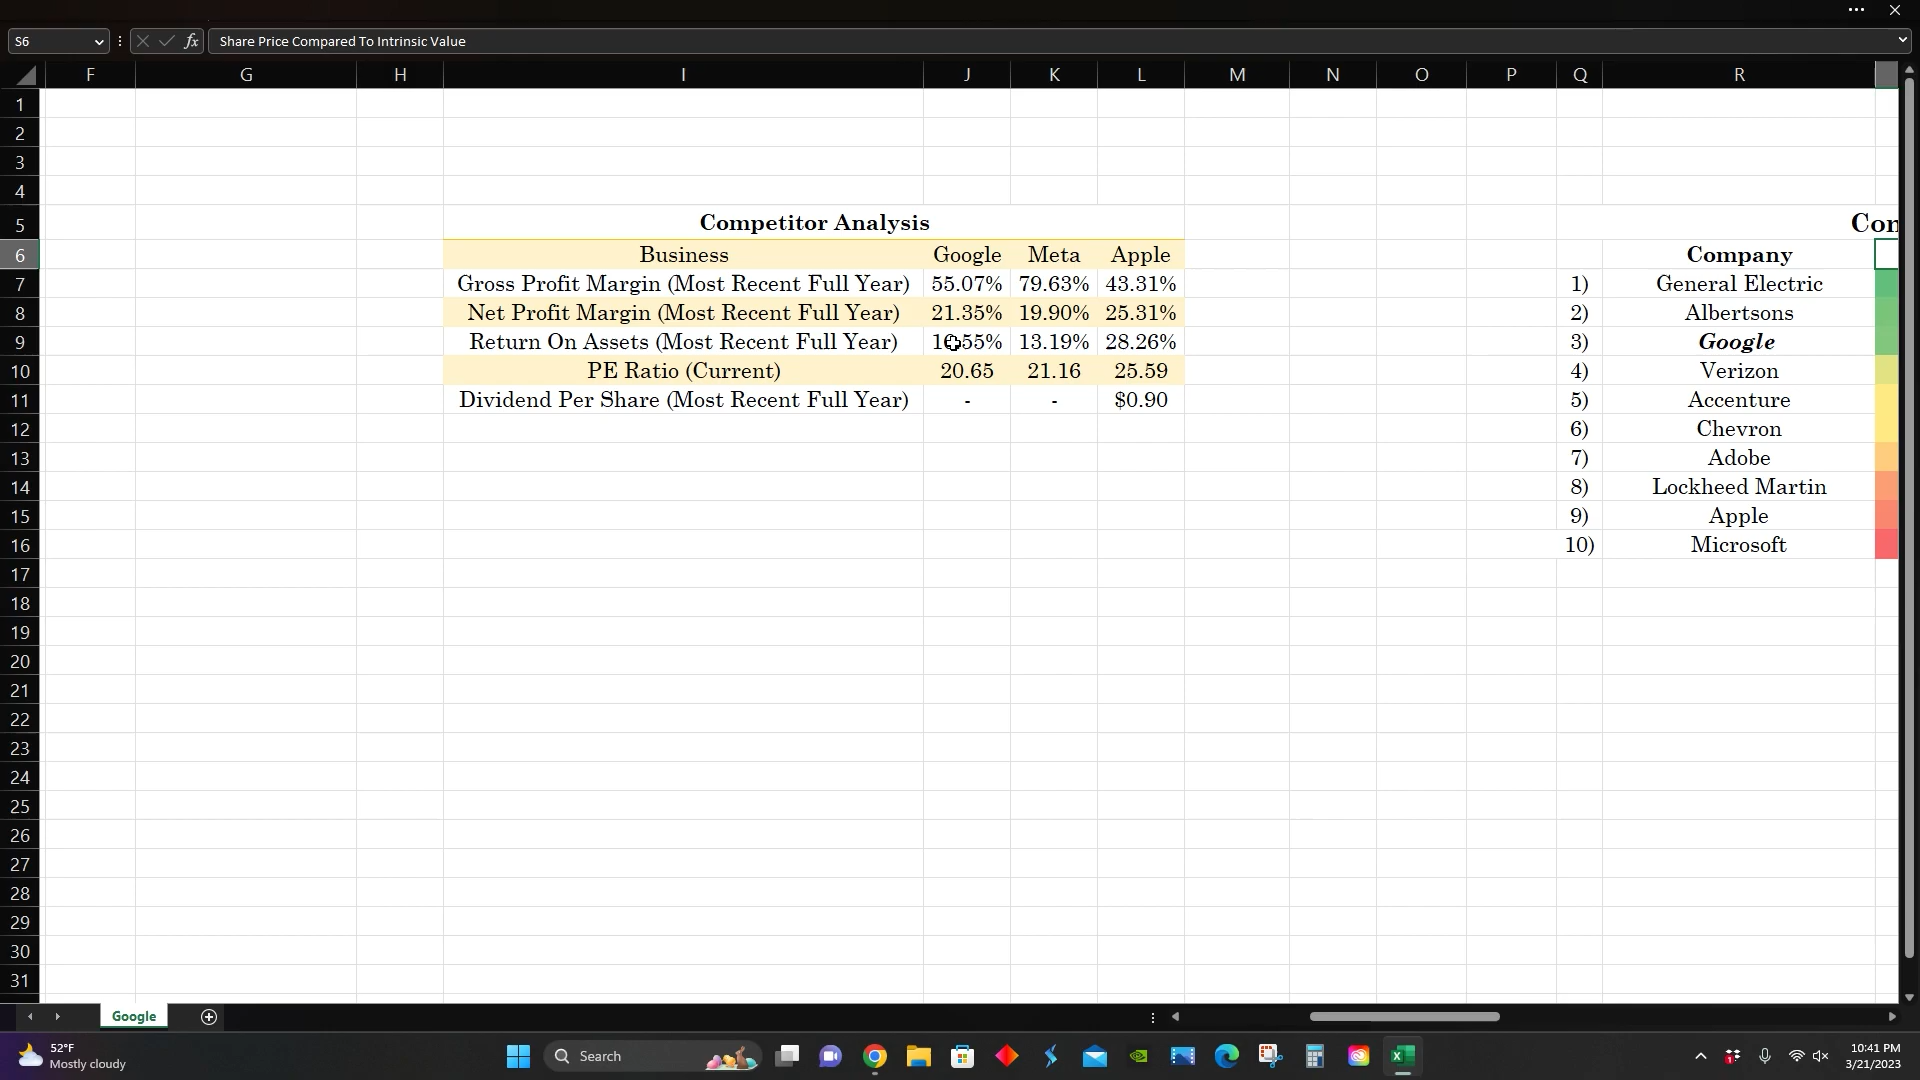 S6 fx Share Price Compared To Intrinsic Value
F G H I J K L M N O P Q R
1
2
3
4
5 Competitor Analysis
6 Business Google Meta Apple Company
7 Gross Profit Margin (Most Recent Full Year) 55.07% 79.63% 43.31% 1) General Electric
8 Net Profit Margin (Most Recent Full Year) 21.35% 19.90% 25.31% 2) Albertsons
9 Return On Assets (Most Recent Full Year) 13.19% 28.26% 3) Google
10 PE Ratio (Current) 20.65 21.16 25.59 4) Verizon
11 Dividend Per Share (Most Recent Full Year) - - $0.90 5) Accenture
12 6) Chevron
13 7) Adobe
14 8) Lockheed Martin
15 9) Apple
16 10) Microsoft
17
18
19
20
21
22
23
24
25
26
27
28
29
30
31
Google
52°F
Mostly cloudy
Search
10:41 PM
3/21/2023